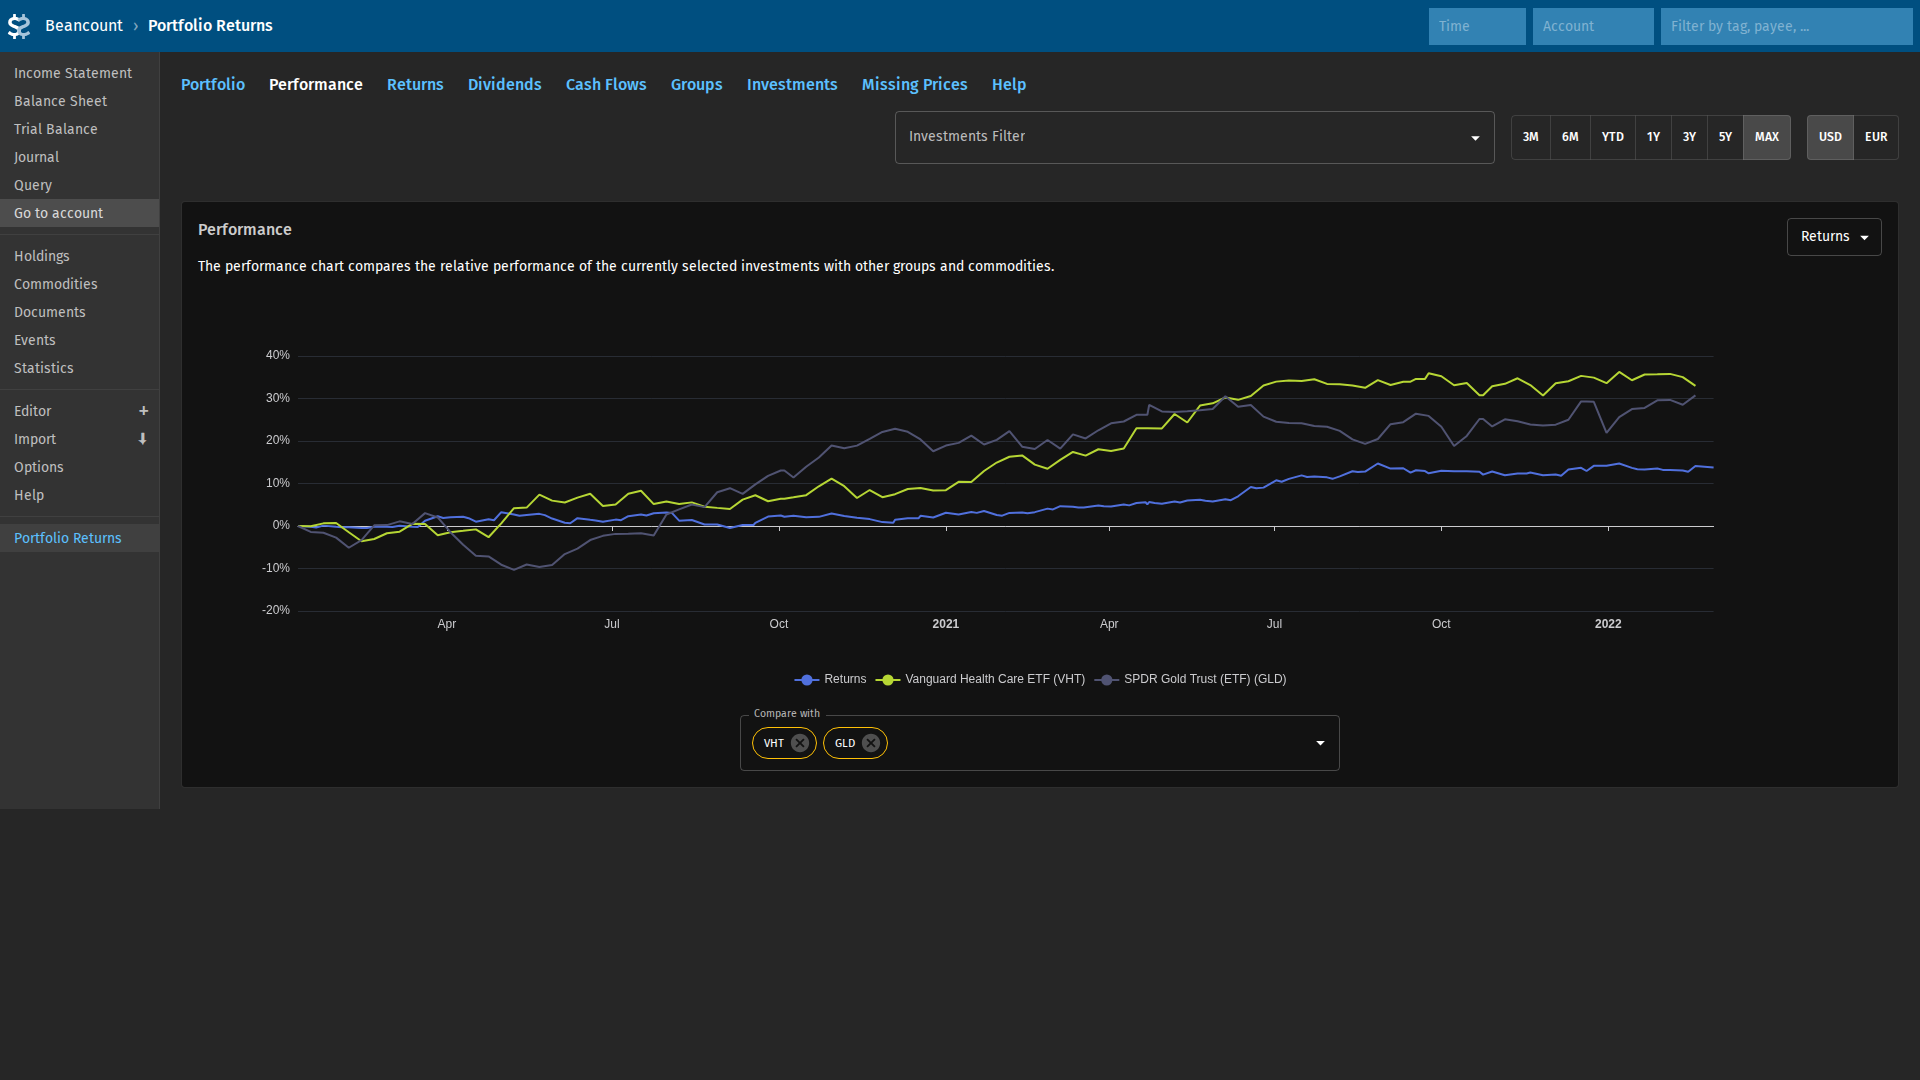 Beancount › Portfolio Returns
Time
Account
Filter by tag, payee, ...
Income Statement
Balance Sheet
Trial Balance
Journal
Query
Go to account
Holdings
Commodities
Documents
Events
Statistics
Editor +
Import
Options
Help
Portfolio Returns
Portfolio Performance Returns Dividends Cash Flows Groups Investments Missing Prices Help
Investments Filter
3M 6M YTD 1Y 3Y 5Y MAX
USD EUR
Performance
Returns
The performance chart compares the relative performance of the currently selected investments with other groups and commodities.
40%
30%
20%
10%
0%
-10%
-20%
Apr Jul Oct 2021 Apr Jul Oct 2022
Returns Vanguard Health Care ETF (VHT) SPDR Gold Trust (ETF) (GLD)
Compare with
VHT GLD